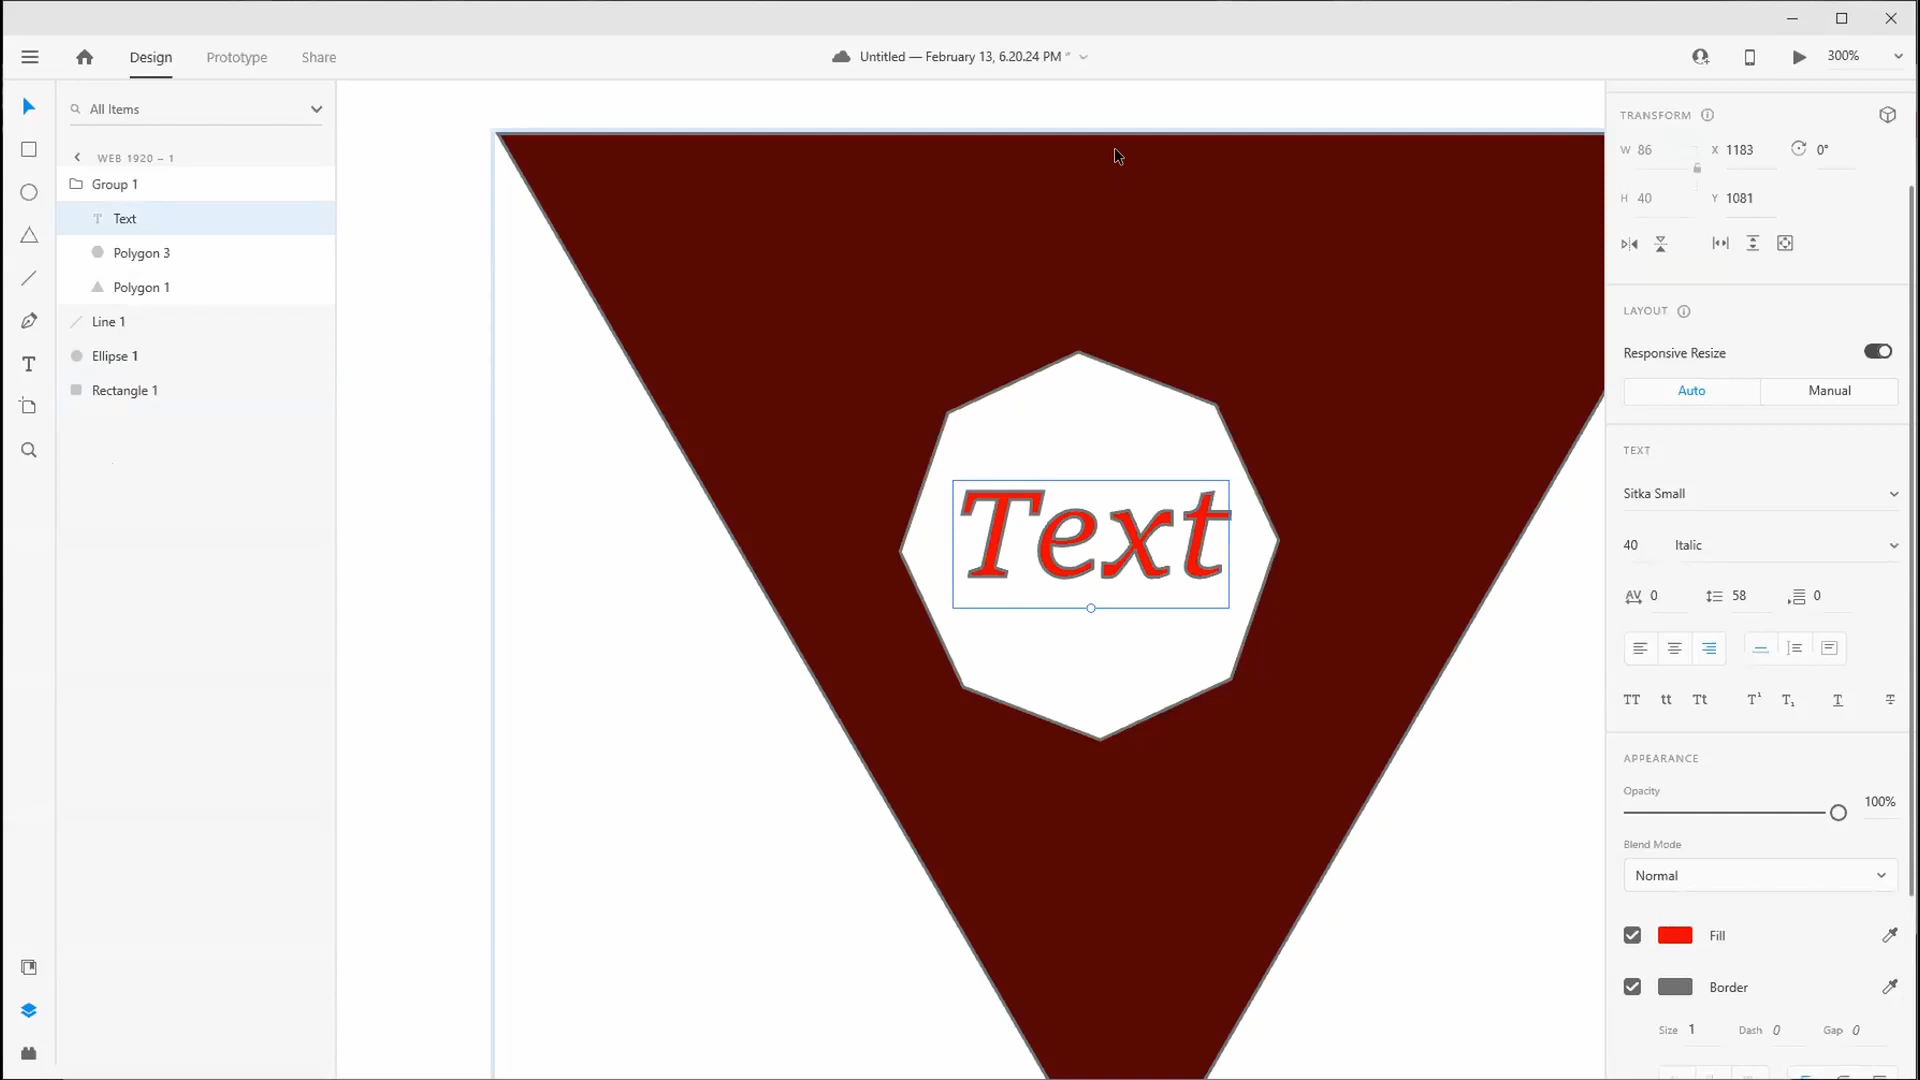 Design Prototype Share
Untitled — February 13, 6.20.24 PM *
300%
All Items
WEB 1920 – 1
Group 1
Text
Polygon 3
Polygon 1
Line 1
Ellipse 1
Rectangle 1
Text
TRANSFORM
W 86 X 1183 0°
H 40 Y 1081
LAYOUT
Responsive Resize
Auto Manual
TEXT
Sitka Small
40 Italic
AV 0 58 0
TT tt Tt T¹ T₁ T T
APPEARANCE
Opacity
100%
Blend Mode
Normal
Fill
Border
Size 1 Dash 0 Gap 0